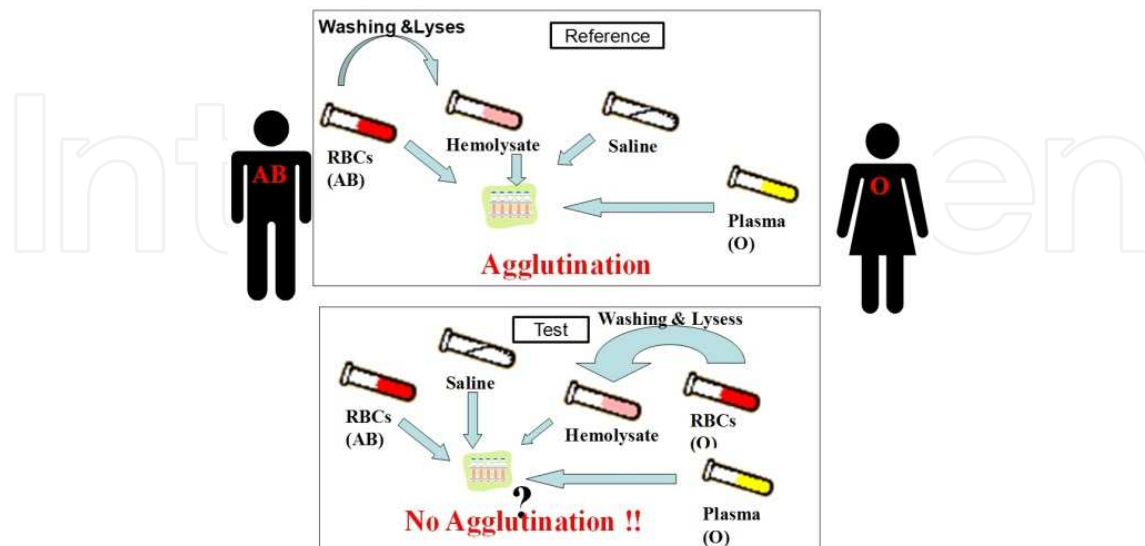 Washing &Lyses
Reference
Hemolysate
Saline
RBCs
(AB)
AB
O
Plasma
(O)
Agglutination
Test
Washing & Lysess
Saline
RBCs
(AB)
Hemolysate
RBCs
(O)
?
No Agglutination !!
Plasma
(O)